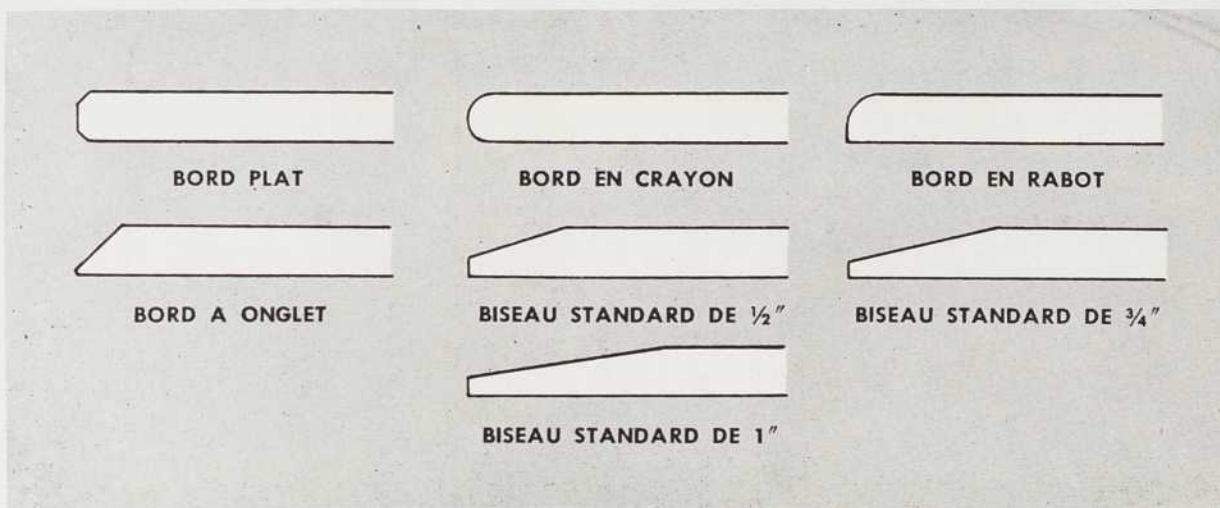 BORD PLAT
BORD EN CRAYON
BORD EN RABOT
BORD A ONGLET
BISEAU STANDARD DE ½″
BISEAU STANDARD DE ¾″
BISEAU STANDARD DE 1″